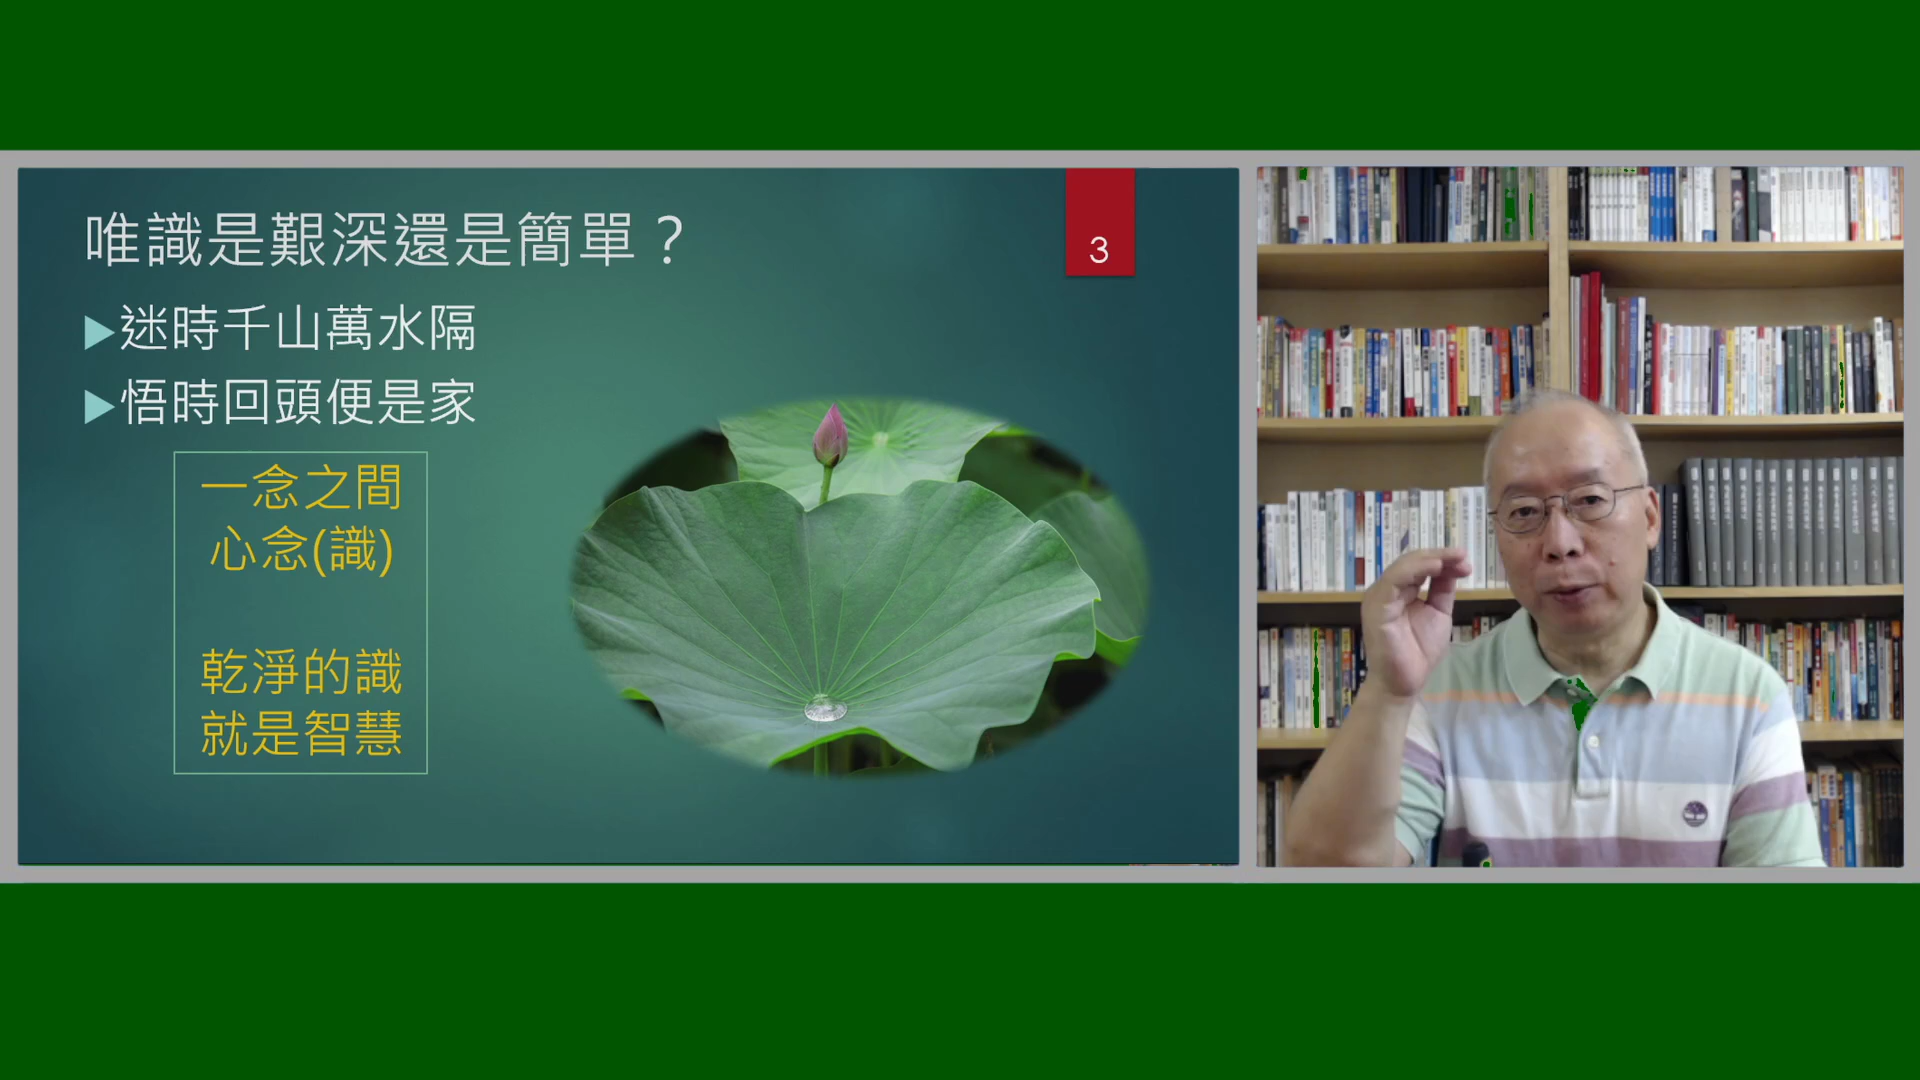 唯識是艱深還是簡單？
3
迷時千山萬水隔
悟時回頭便是家
一念之間
心念(識)
乾淨的識
就是智慧